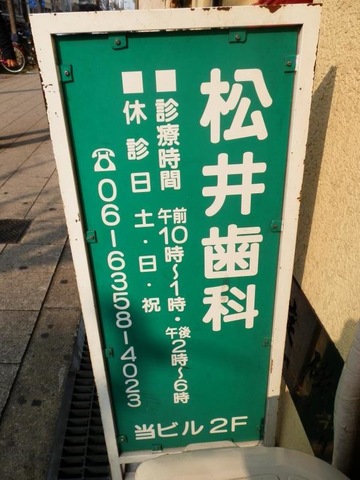 松井歯科
■診療時間 午前10時～1時・午後2時～6時
■休診日 土・日・祝
☎06-6358-4023
当ビル2F